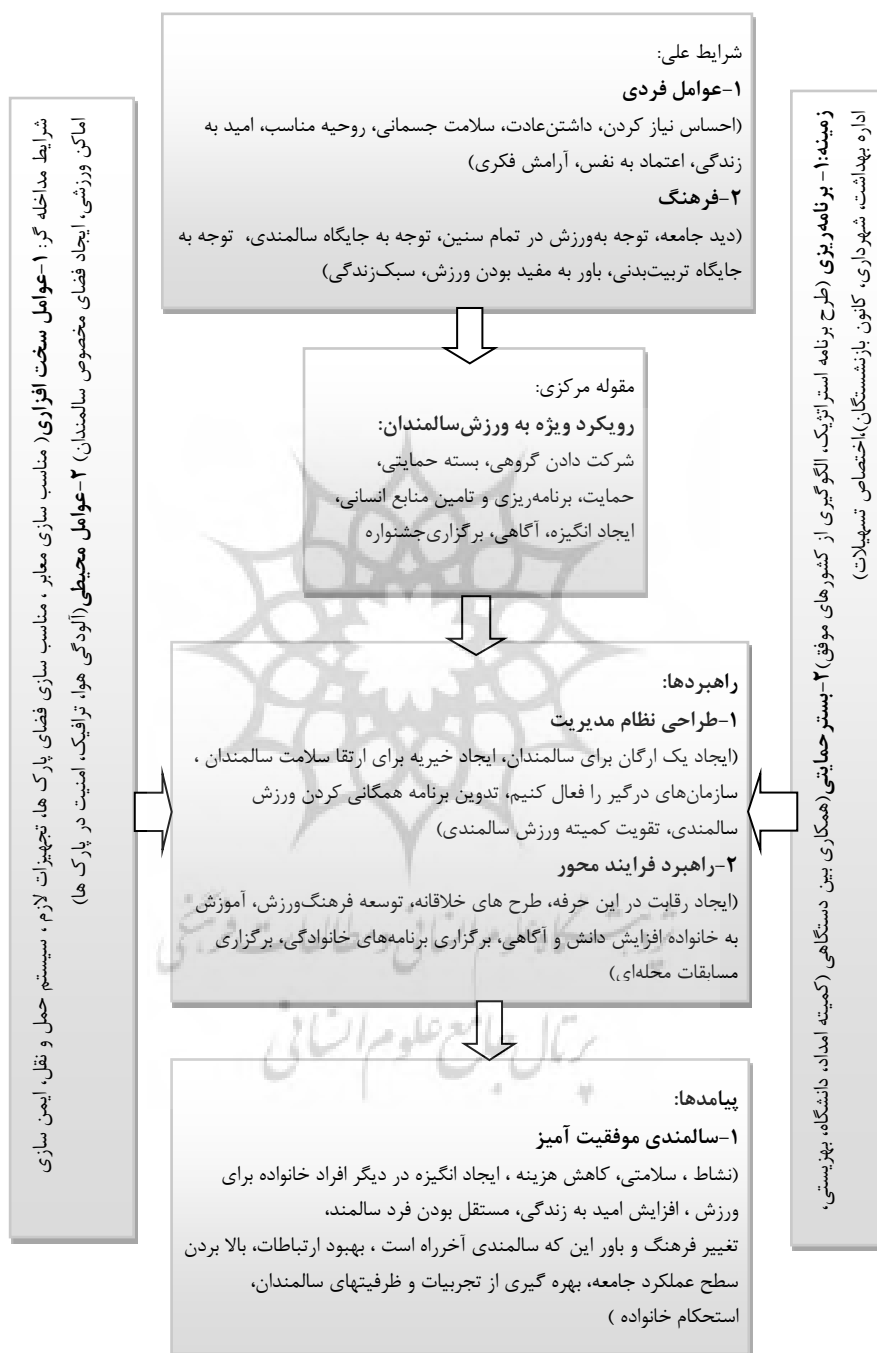 شرایط علی:
۱-عوامل فردی
(احساس نیاز کردن، داشتن‌عادت، سلامت جسمانی، روحیه مناسب، امید به
زندگی، اعتماد به نفس، آرامش فکری)
۲-فرهنگ
(دید جامعه، توجه به‌ورزش در تمام سنین، توجه به جایگاه سالمندی، توجه به
جایگاه تربیت‌بدنی، باور به مفید بودن ورزش، سبک‌زندگی)
زمینه:۱- برنامه‌ریزی (طرح برنامه استراتژیک، الگوگیری از کشورهای موفق)۲-بسترحمایتی(همکاری بین دستگاهی (کمیته امداد، دانشگاه، بهزیستی،
اداره بهداشت، شهرداری، کانون بازنشستگان)،اختصاص تسهیلات)
شرایط مداخله گر: ۱-عوامل سخت افزاری( مناسب سازی معابر ، مناسب سازی فضای پارک ها، تجهیزات لازم ، سیستم حمل و نقل، ایمن سازی
اماکن ورزشی، ایجاد فضای مخصوص سالمندان) ۲-عوامل محیطی(آلودگی هوا، ترافیک، امنیت در پارک ها)
مقوله مرکزی:
رویکرد ویژه به ورزش‌سالمندان:
شرکت دادن گروهی، بسته حمایتی،
حمایت، برنامه‌ریزی و تامین منابع انسانی،
ایجاد انگیزه، آگاهی، برگزاری‌جشنواره
راهبردها:
۱-طراحی نظام مدیریت
(ایجاد یک ارگان برای سالمندان، ایجاد خیریه برای ارتقا سلامت سالمندان ،
سازمان‌های درگیر را فعال کنیم، تدوین برنامه همگانی کردن ورزش
سالمندی، تقویت کمیته ورزش سالمندی)
۲-راهبرد فرایند محور
(ایجاد رقابت در این حرفه، طرح های خلاقانه، توسعه فرهنگ‌ورزش، آموزش
به خانواده افزایش دانش و آگاهی، برگزاری برنامه‌های خانوادگی، برگزاری
مسابقات محله‌ای)
پژوهشگاه علوم انسانی و مطالعات فرهنگی
پرتال جامع علوم انسانی
پیامدها:
۱-سالمندی موفقیت آمیز
(نشاط ، سلامتی، کاهش هزینه ، ایجاد انگیزه در دیگر افراد خانواده برای
ورزش ، افزایش امید به زندگی، مستقل بودن فرد سالمند،
تغییر فرهنگ و باور این که سالمندی آخرراه است ، بهبود ارتباطات، بالا بردن
سطح عملکرد جامعه، بهره گیری از تجربیات و ظرفیتهای سالمندان،
استحکام خانواده )